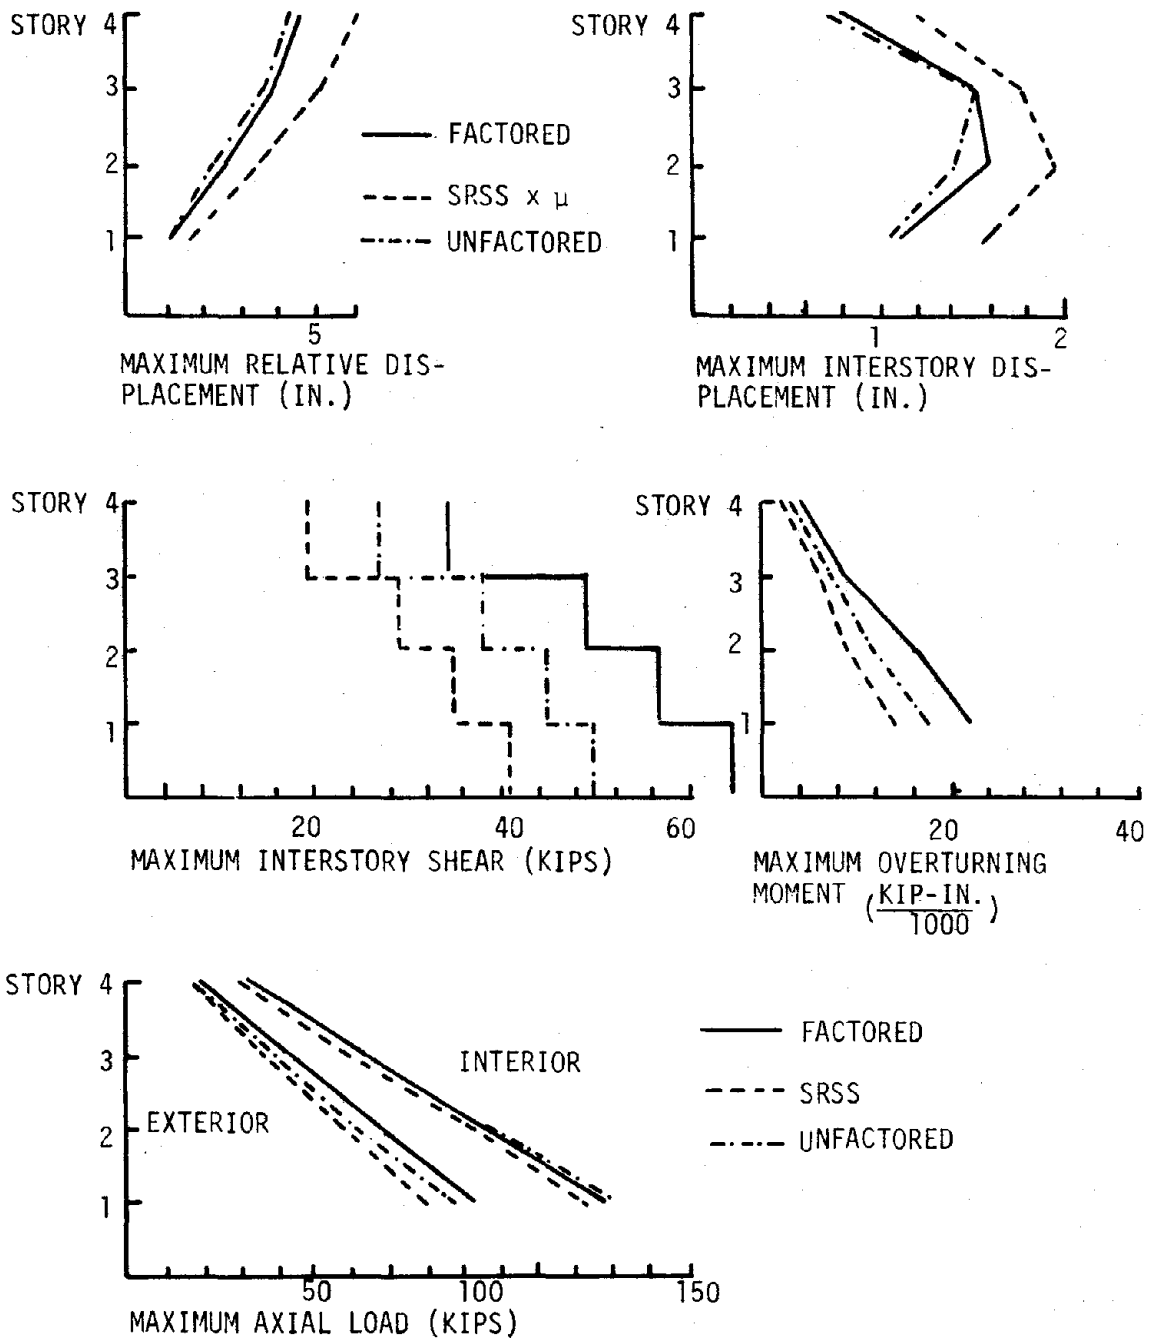 STORY 4
3
2
1
5
MAXIMUM RELATIVE DIS-
PLACEMENT (IN.)
FACTORED
SRSS x μ
UNFACTORED
STORY 4
3
2
1
1
2
MAXIMUM INTERSTORY DIS-
PLACEMENT (IN.)
STORY 4
3
2
1
20
40
60
MAXIMUM INTERSTORY SHEAR (KIPS)
STORY 4
3
2
1
20
40
MAXIMUM OVERTURNING
MOMENT (KIP-IN.
1000)
STORY 4
3
2
1
INTERIOR
EXTERIOR
50
100
150
MAXIMUM AXIAL LOAD (KIPS)
FACTORED
SRSS
UNFACTORED